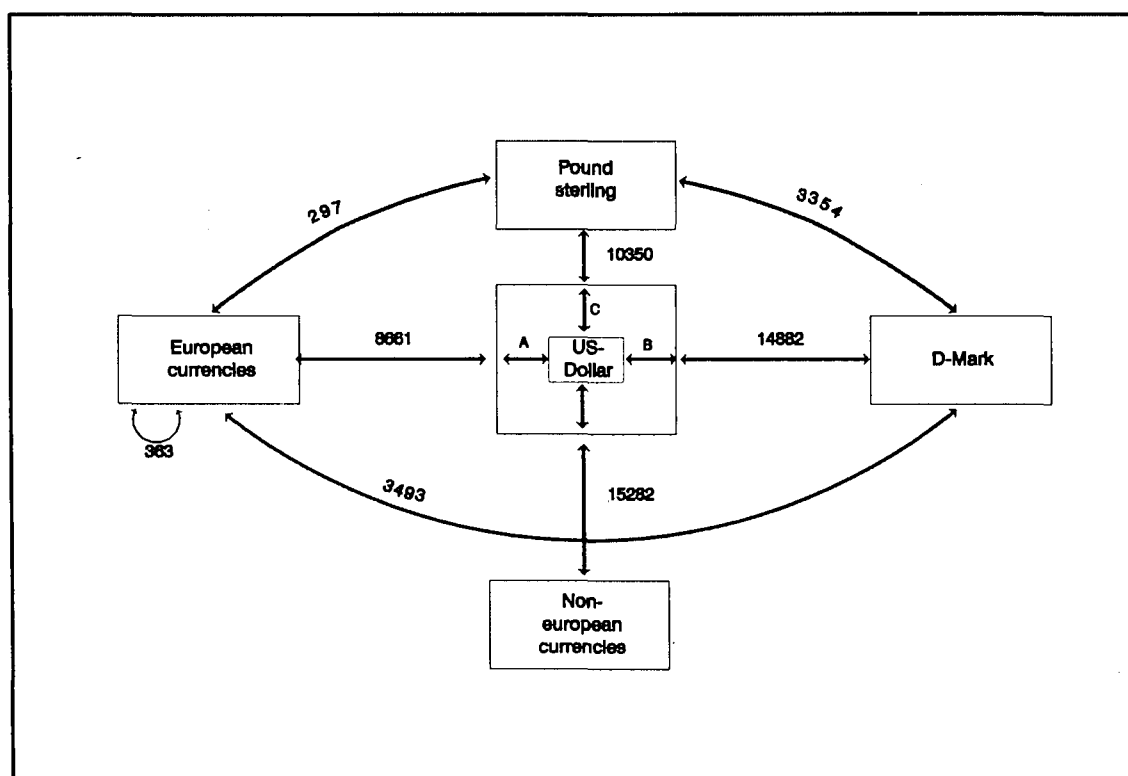 Pound
sterling
297
3354
10350
C
European
currencies
8661
A
US-
Dollar
B
14882
D-Mark
363
3493
15282
Non-
european
currencies